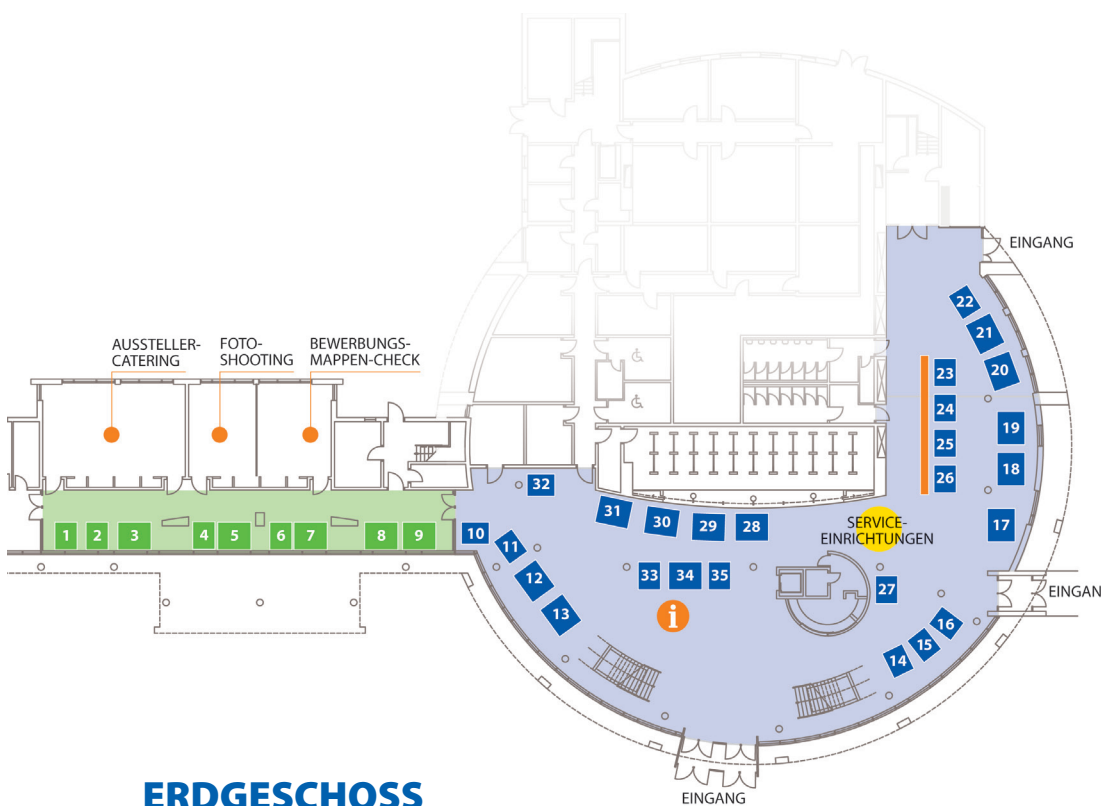 EINGANG
22
21
20
AUSSTELLER-
CATERING
FOTO-
SHOOTING
BEWERBUNGS-
MAPPEN-CHECK
23
24
25
26
19
18
17
32
31
30
29
28
SERVICE-
EINRICHTUNGEN
1
2
3
4
5
6
7
8
9
10
11
12
13
33
34
35
27
EINGAN
i
16
15
14
EINGANG
ERDGESCHOSS